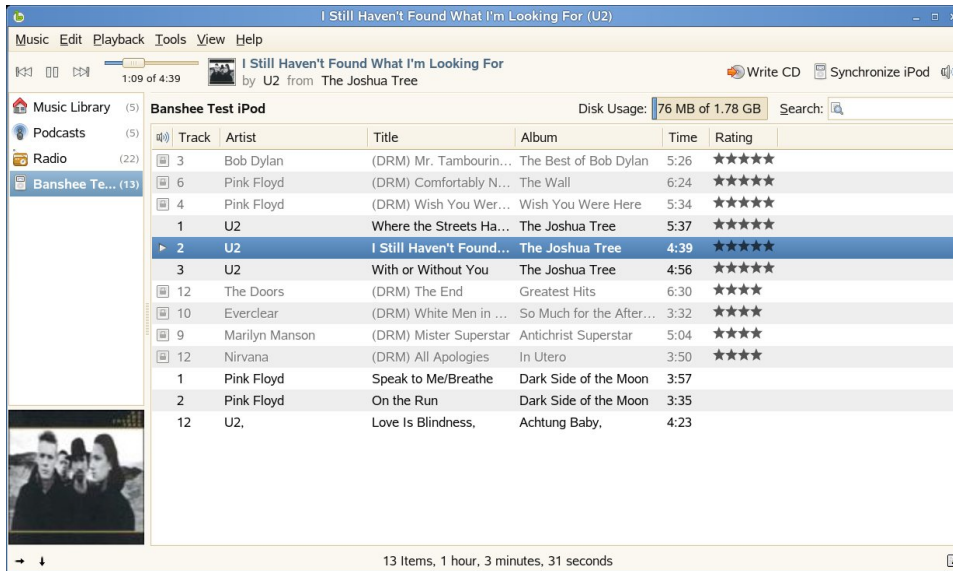 I Still Haven't Found What I'm Looking For (U2)
Music Edit Playback Tools View Help
1:09 of 4:39
I Still Haven't Found What I'm Looking For
by U2 from The Joshua Tree
Write CD Synchronize iPod
Music Library (5)
Podcasts (5)
Radio (22)
Banshee Te... (13)
Banshee Test iPod Disk Usage: 76 MB of 1.78 GB Search:
Track Artist Title Album Time Rating
3 Bob Dylan (DRM) Mr. Tambourin... The Best of Bob Dylan 5:26 ★★★★★
6 Pink Floyd (DRM) Comfortably N... The Wall 6:24 ★★★★★
4 Pink Floyd (DRM) Wish You Wer... Wish You Were Here 5:34 ★★★★★
1 U2 Where the Streets Ha... The Joshua Tree 5:37 ★★★★★
2 U2 I Still Haven't Found... The Joshua Tree 4:39 ★★★★★
3 U2 With or Without You The Joshua Tree 4:56 ★★★★★
12 The Doors (DRM) The End Greatest Hits 6:30 ★★★★
10 Everclear (DRM) White Men in ... So Much for the After... 3:32 ★★★★
9 Marilyn Manson (DRM) Mister Superstar Antichrist Superstar 5:04 ★★★★
12 Nirvana (DRM) All Apologies In Utero 3:50 ★★★★
1 Pink Floyd Speak to Me/Breathe Dark Side of the Moon 3:57
2 Pink Floyd On the Run Dark Side of the Moon 3:35
12 U2, Love Is Blindness, Achtung Baby, 4:23
13 Items, 1 hour, 3 minutes, 31 seconds